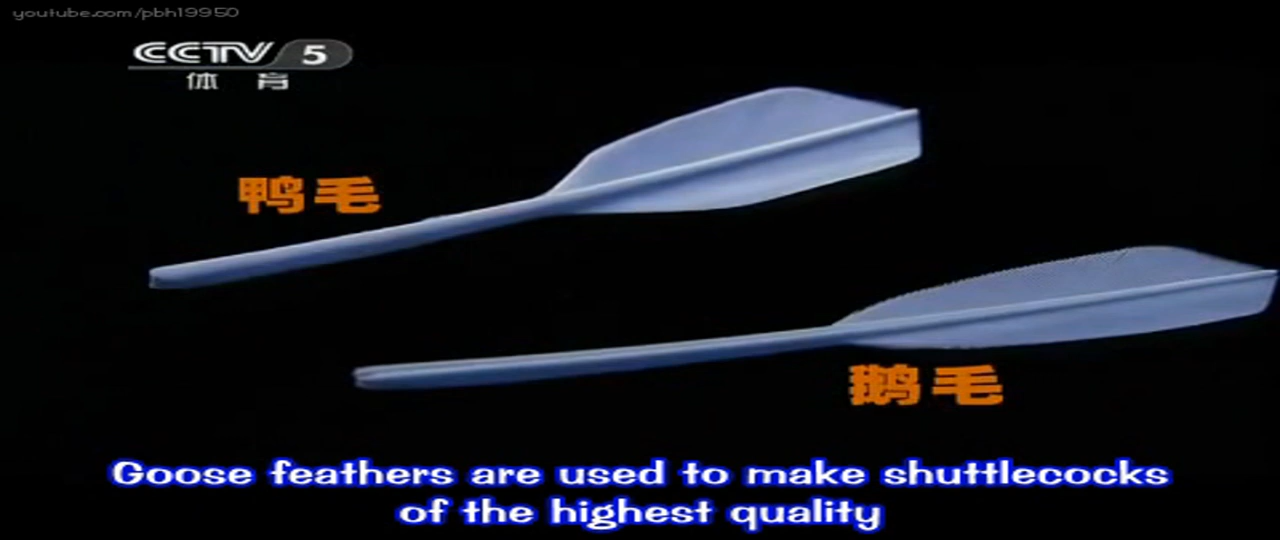 youtube.com/pbh19950
CCTV 5
体育
鸭毛
鹅毛
Goose feathers are used to make shuttlecocks
of the highest quality